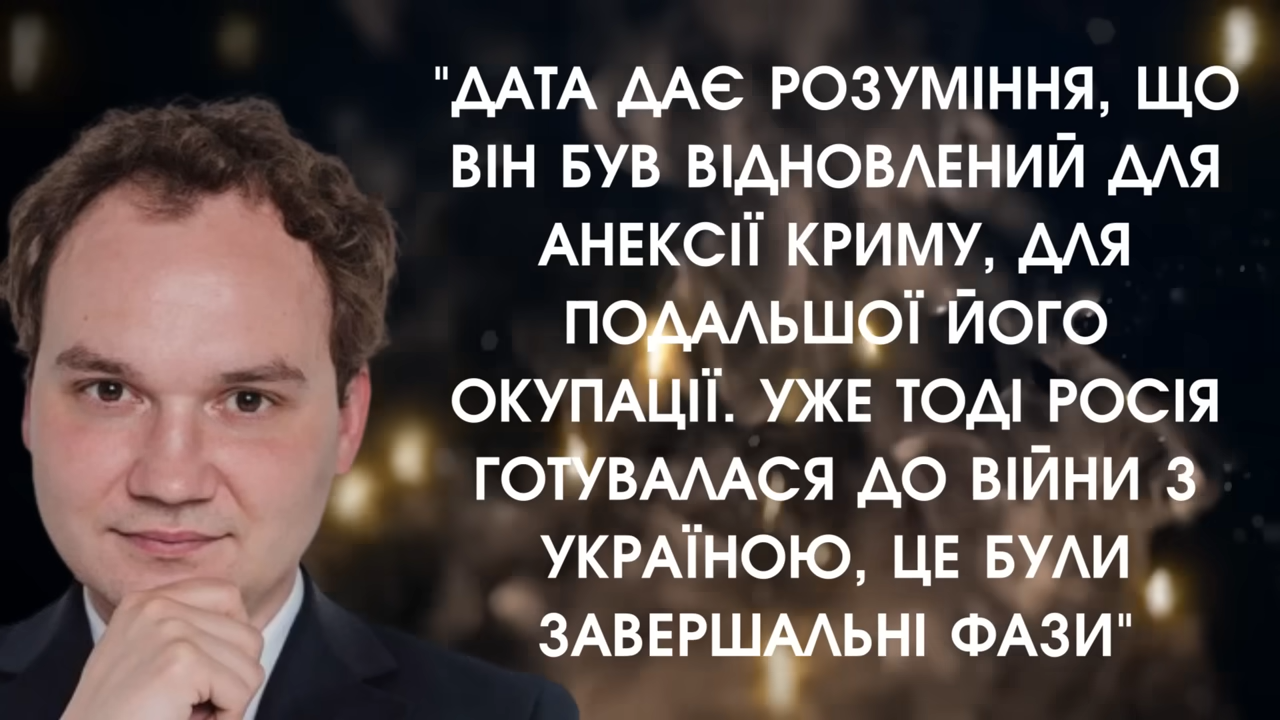 "ДАТА ДАЄ РОЗУМІННЯ, ЩО
ВІН БУВ ВІДНОВЛЕНИЙ ДЛЯ
АНЕКСІЇ КРИМУ, ДЛЯ
ПОДАЛЬШОЇ ЙОГО
ОКУПАЦІЇ. УЖЕ ТОДІ РОСІЯ
ГОТУВАЛАСЯ ДО ВІЙНИ З
УКРАЇНОЮ, ЦЕ БУЛИ
ЗАВЕРШАЛЬНІ ФАЗИ"